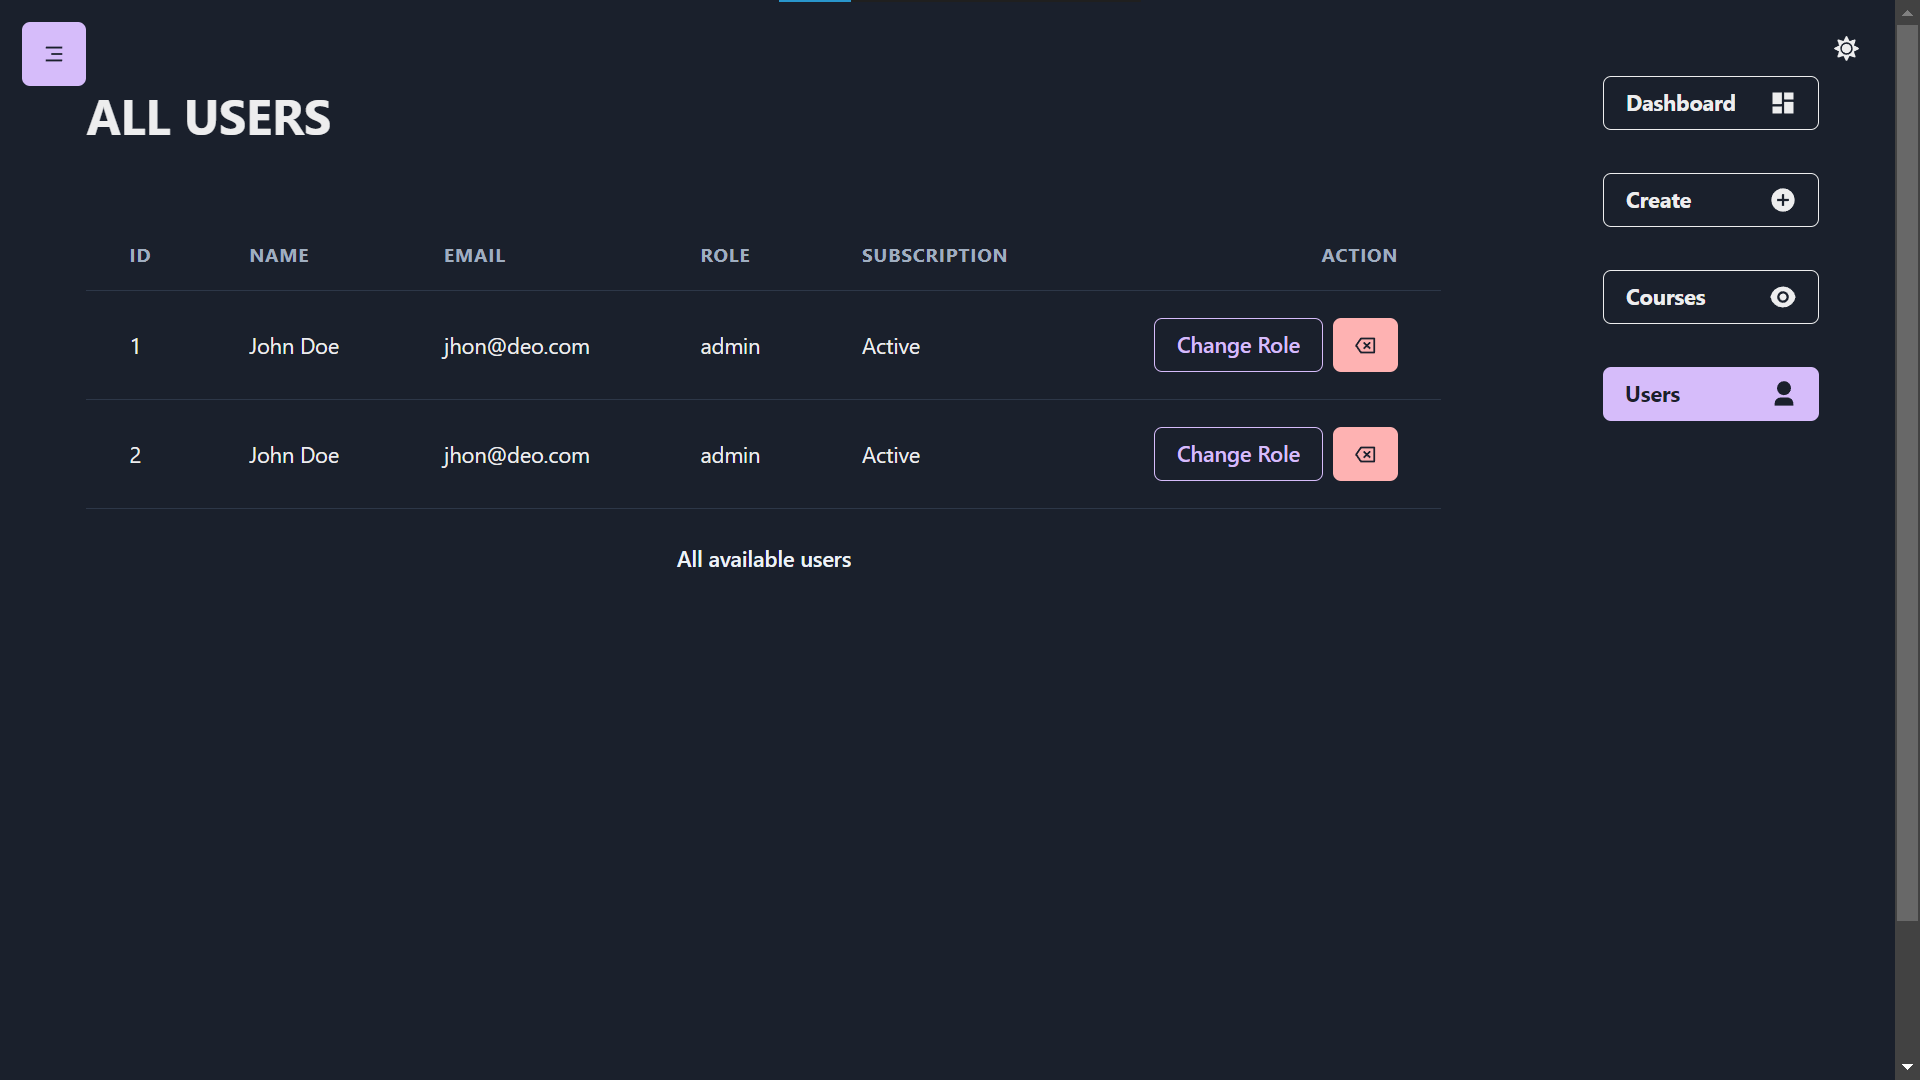 ALL USERS
ID NAME EMAIL ROLE SUBSCRIPTION ACTION
1 John Doe jhon@deo.com admin Active Change Role
2 John Doe jhon@deo.com admin Active Change Role
All available users
Dashboard
Create
Courses
Users